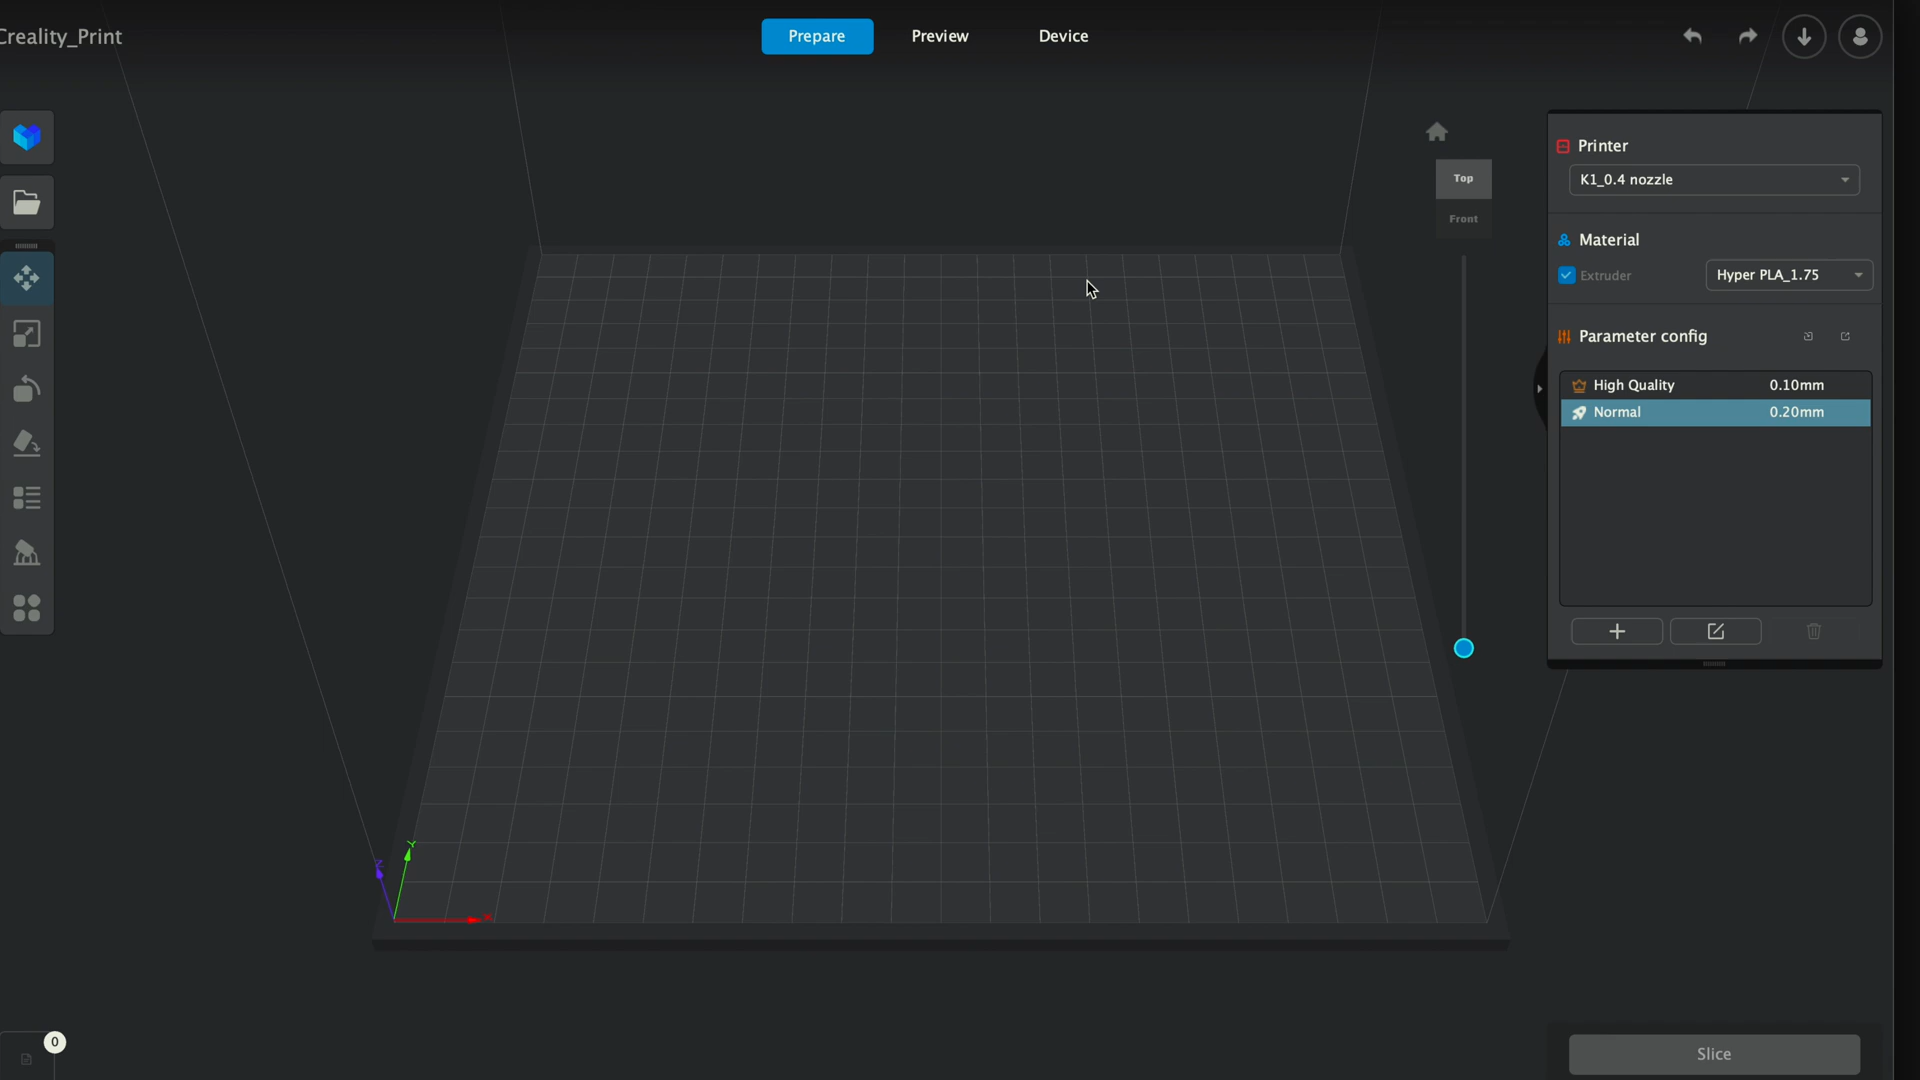 Creality_Print
Prepare
Preview
Device
Top
Front
Printer
K1_0.4 nozzle
Material
Extruder
Hyper PLA_1.75
Parameter config
High Quality 0.10mm
Normal 0.20mm
Z
Y
X
0
Slice